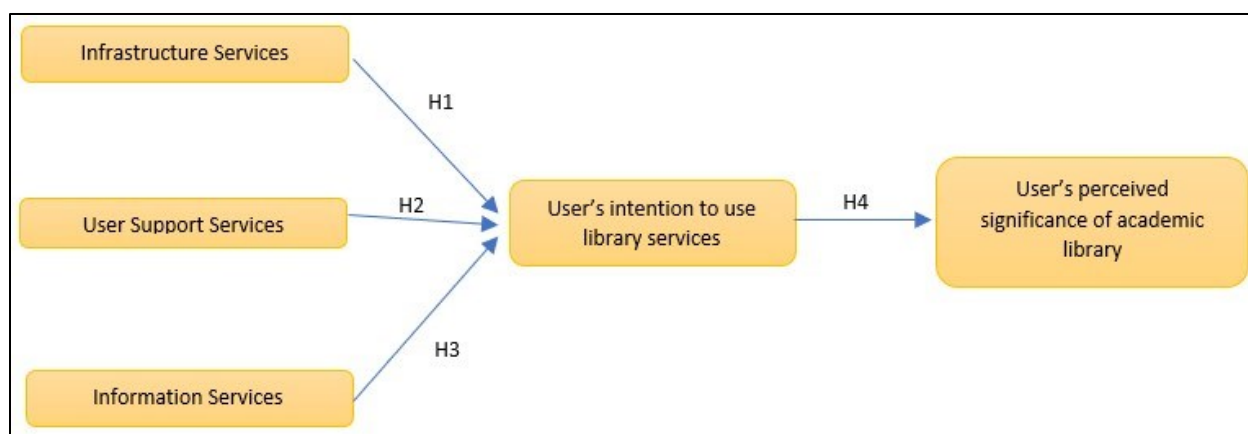 Infrastructure Services
H1
User Support Services
H2
User's intention to use
library services
H4
User's perceived
significance of academic
library
H3
Information Services